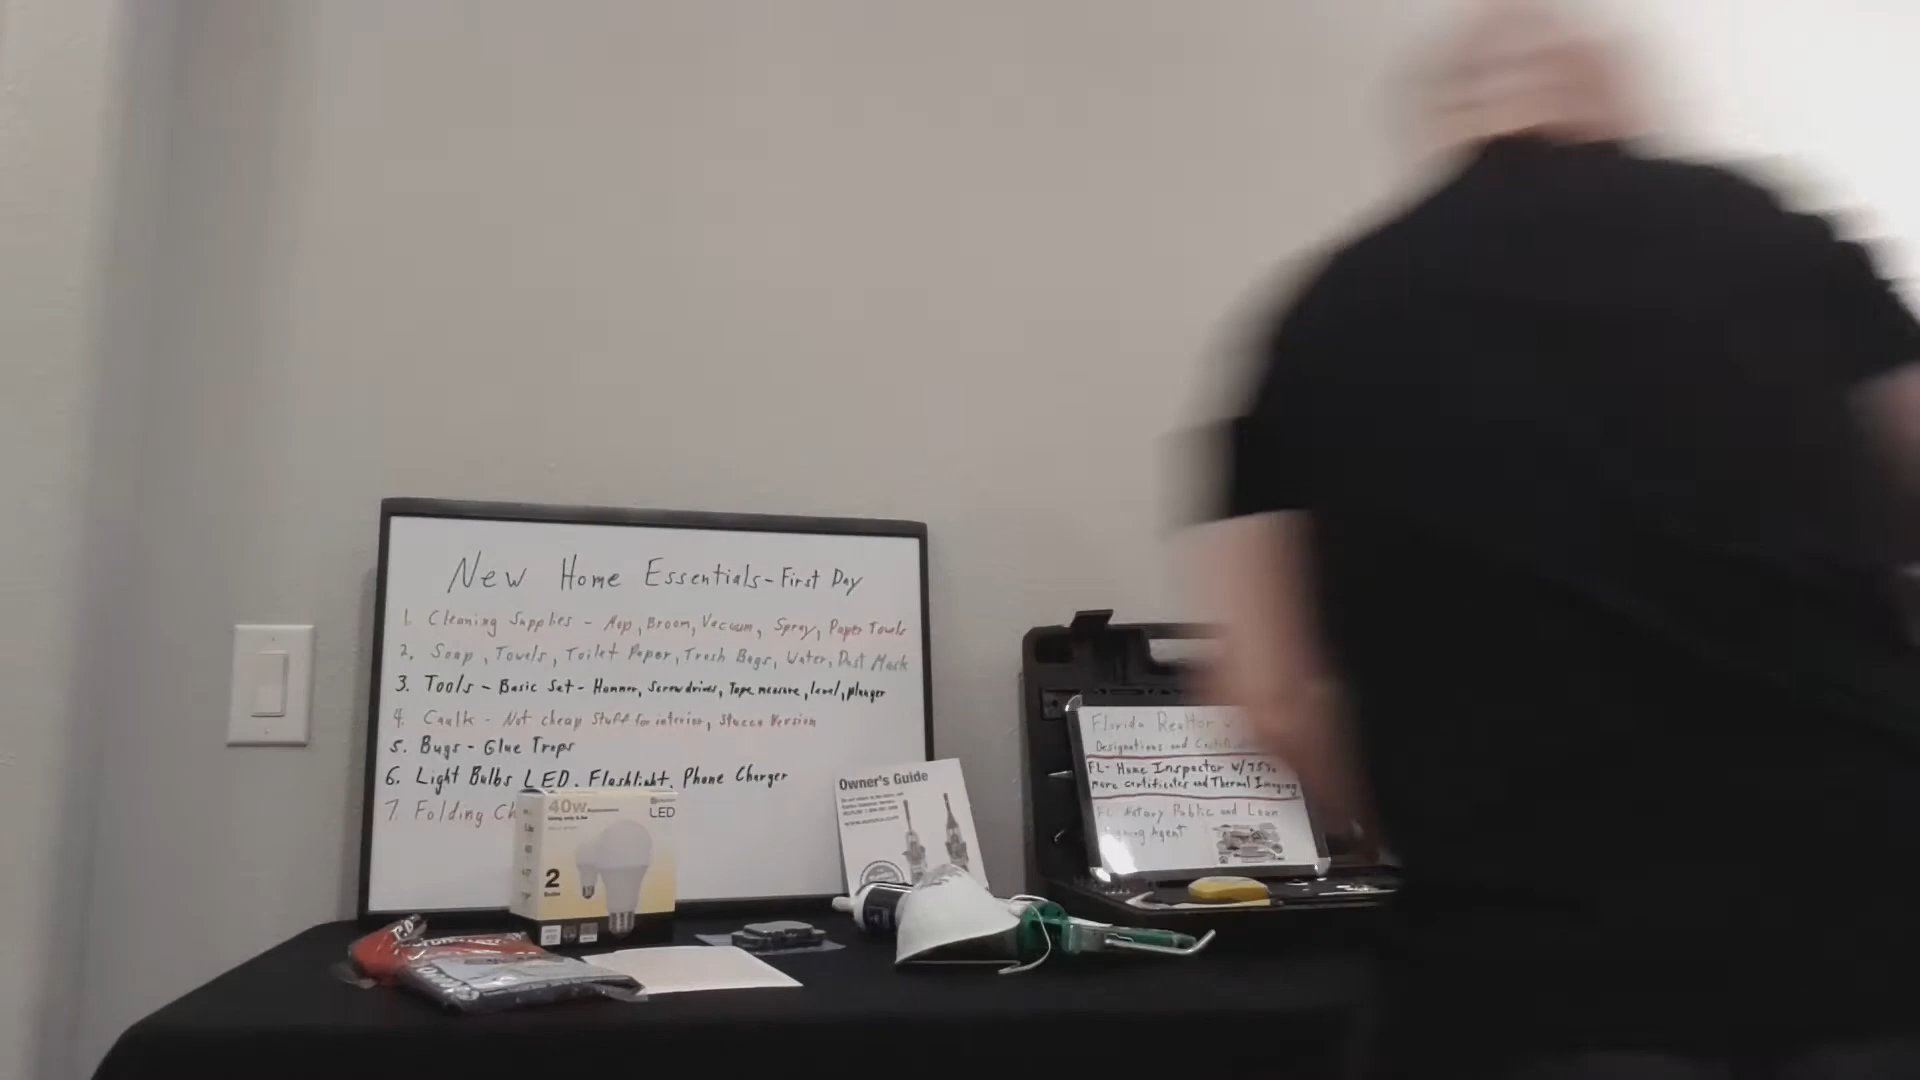 New Home Essentials - First Day
1. Cleaning Supplies - Mop, Broom, Vacuum, Spray, Paper Towels
2. Soap, Towels, Toilet Paper, Trash Bags, Water, Dust Mask
3. Tools - Basic Set - Hammer, Screwdriver, Tape measure, level, plunger
4. Caulk - Not cheap stuff for interior, Stucco Version
5. Bugs - Glue Traps
6. Light Bulbs LED, Flashlight, Phone Charger
7. Folding Ch
40w
LED
2
Bulbs
Owner's Guide
Florida Realtor w
Designations and Certific
FL- Home Inspector w/ 75%
more certificates and Thermal Imaging
FL Notary Public and Loan
Agent